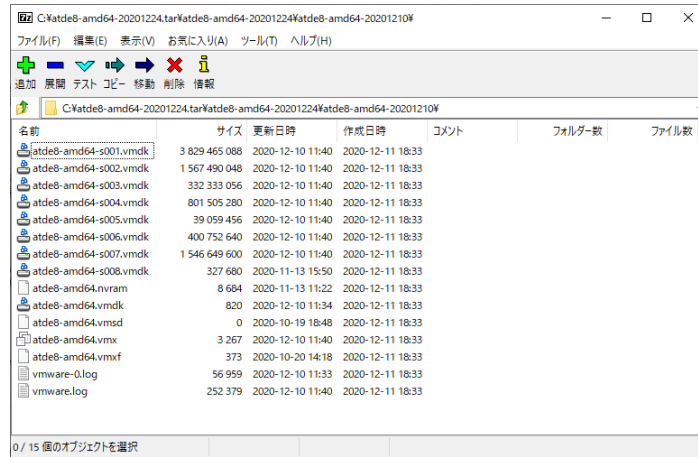 C:¥atde8-amd64-20201224.tar¥atde8-amd64-20201224¥atde8-amd64-20201210¥
ファイル(F) 編集(E) 表示(V) お気に入り(A) ツール(T) ヘルプ(H)
追加 展開 テスト コピー 移動 削除 情報
C:¥atde8-amd64-20201224.tar¥atde8-amd64-20201224¥atde8-amd64-20201210¥
名前 サイズ 更新日時 作成日時 コメント フォルダー数 ファイル数
atde8-amd64-s001.vmdk 3 829 465 088 2020-12-10 11:40 2020-12-11 18:33
atde8-amd64-s002.vmdk 1 567 490 048 2020-12-10 11:40 2020-12-11 18:33
atde8-amd64-s003.vmdk 332 333 056 2020-12-10 11:40 2020-12-11 18:33
atde8-amd64-s004.vmdk 801 505 280 2020-12-10 11:40 2020-12-11 18:33
atde8-amd64-s005.vmdk 39 059 456 2020-12-10 11:40 2020-12-11 18:33
atde8-amd64-s006.vmdk 400 752 640 2020-12-10 11:40 2020-12-11 18:33
atde8-amd64-s007.vmdk 1 546 649 600 2020-12-10 11:40 2020-12-11 18:33
atde8-amd64-s008.vmdk 327 680 2020-11-13 15:50 2020-12-11 18:33
atde8-amd64.nvram 8 684 2020-11-13 11:22 2020-12-11 18:33
atde8-amd64.vmdk 820 2020-12-10 11:34 2020-12-11 18:33
atde8-amd64.vmsd 0 2020-10-19 18:48 2020-12-11 18:33
atde8-amd64.vmx 3 267 2020-12-10 11:40 2020-12-11 18:33
atde8-amd64.vmxf 373 2020-10-20 14:18 2020-12-11 18:33
vmware-0.log 56 959 2020-12-10 11:33 2020-12-11 18:33
vmware.log 252 379 2020-12-10 11:40 2020-12-11 18:33
0 / 15 個のオブジェクトを選択